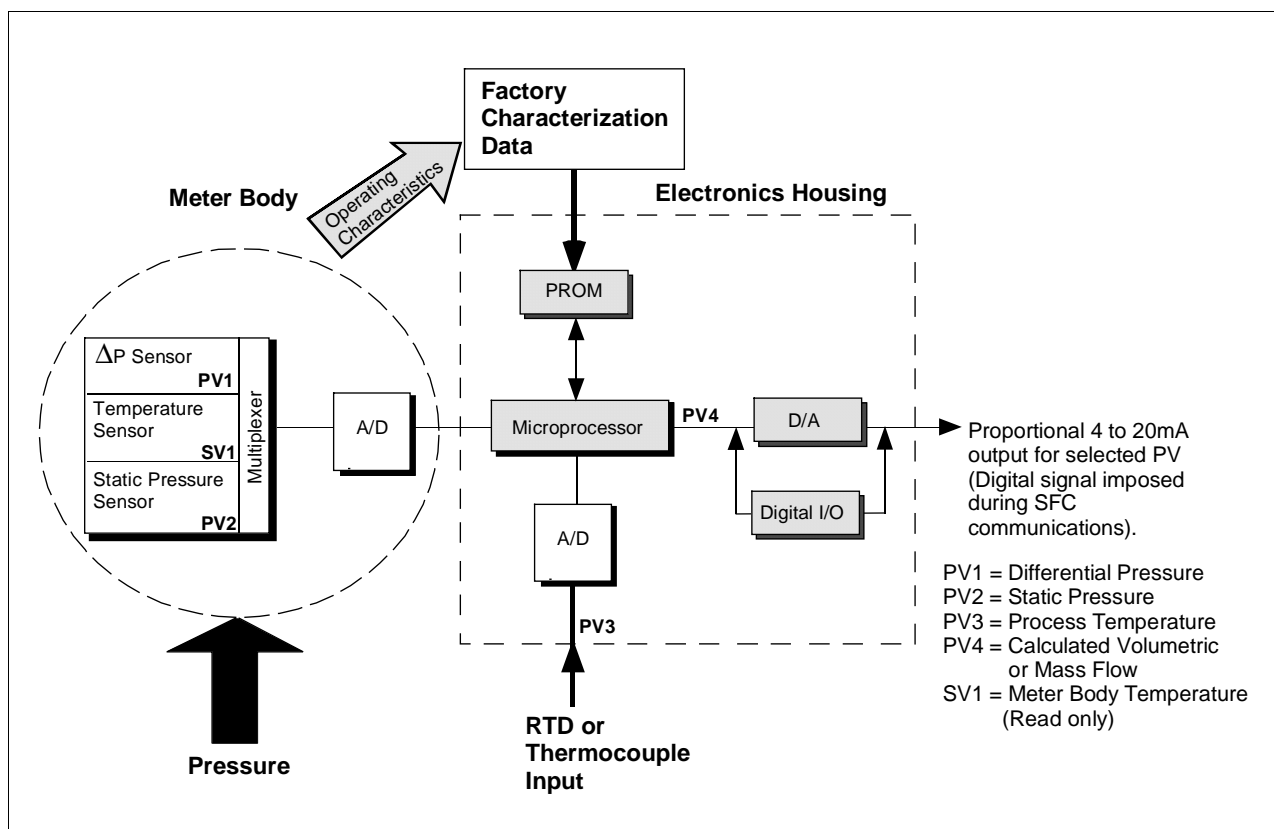 Factory
Characterization
Data
Meter Body
Operating
Characteristics
Electronics Housing
PROM
ΔP Sensor
PV1
Temperature
Sensor
SV1
Static Pressure
Sensor
PV2
Multiplexer
A/D
Microprocessor
PV4
D/A
Digital I/O
A/D
PV3
Proportional 4 to 20mA
output for selected PV
(Digital signal imposed
during SFC
communications).
PV1 = Differential Pressure
PV2 = Static Pressure
PV3 = Process Temperature
PV4 = Calculated Volumetric
or Mass Flow
SV1 = Meter Body Temperature
(Read only)
RTD or
Thermocouple
Input
Pressure